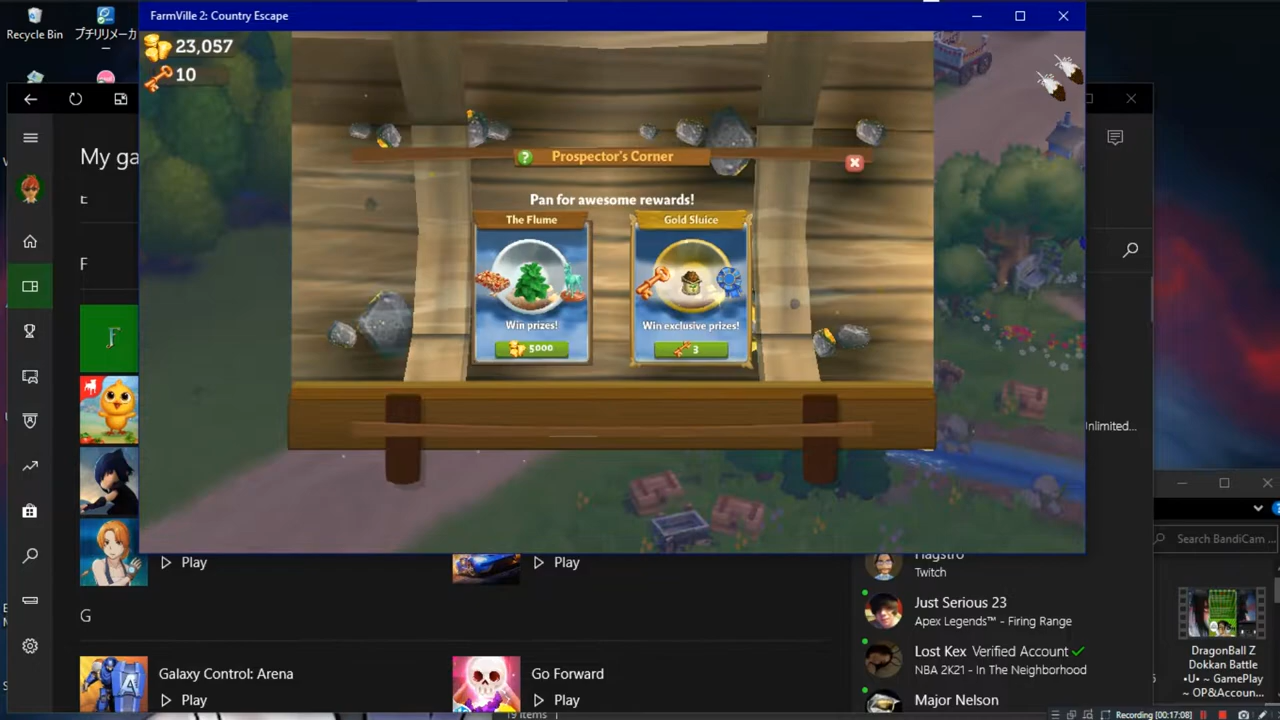 Recycle Bin
プチリリメーカ
FarmVille 2: Country Escape
23,057
10
My ga
Prospector's Corner
Pan for awesome rewards!
The Flume
Gold Sluice
Win prizes!
Win exclusive prizes!
5000
3
F
Unlimited...
Search BandiCam ...
Play
Play
Twitch
G
Just Serious 23
Apex Legends™ - Firing Range
Lost Kex Verified Account
NBA 2K21 - In The Neighborhood
Galaxy Control: Arena
Play
Go Forward
Play
Major Nelson
DragonBall Z
Dokkan Battle
•U• ~ GamePlay
~ OP&Accoun...
19 items
Recording [00:17:08]